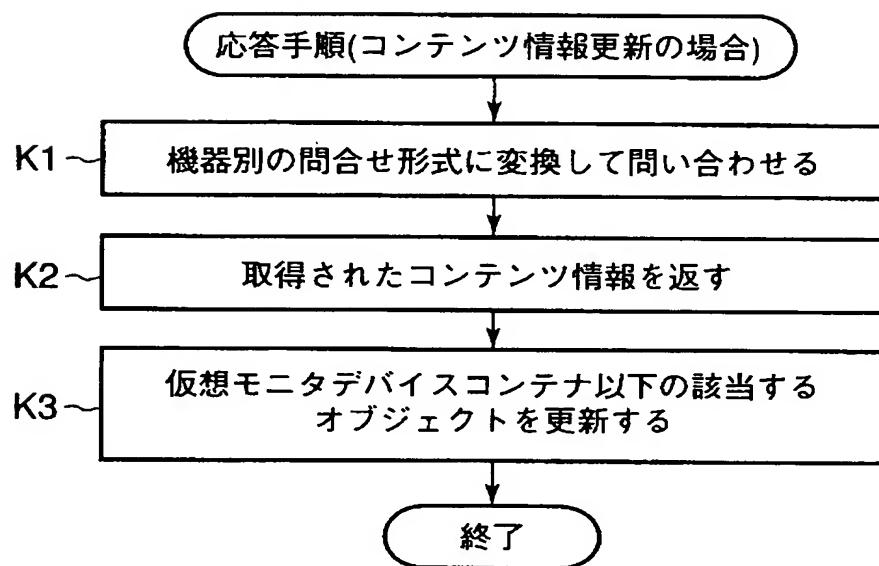 応答手順(コンテンツ情報更新の場合)
K1 機器別の問合せ形式に変換して問い合わせる
K2 取得されたコンテンツ情報を返す
K3 仮想モニタデバイスコンテナ以下の該当する
オブジェクトを更新する
終了